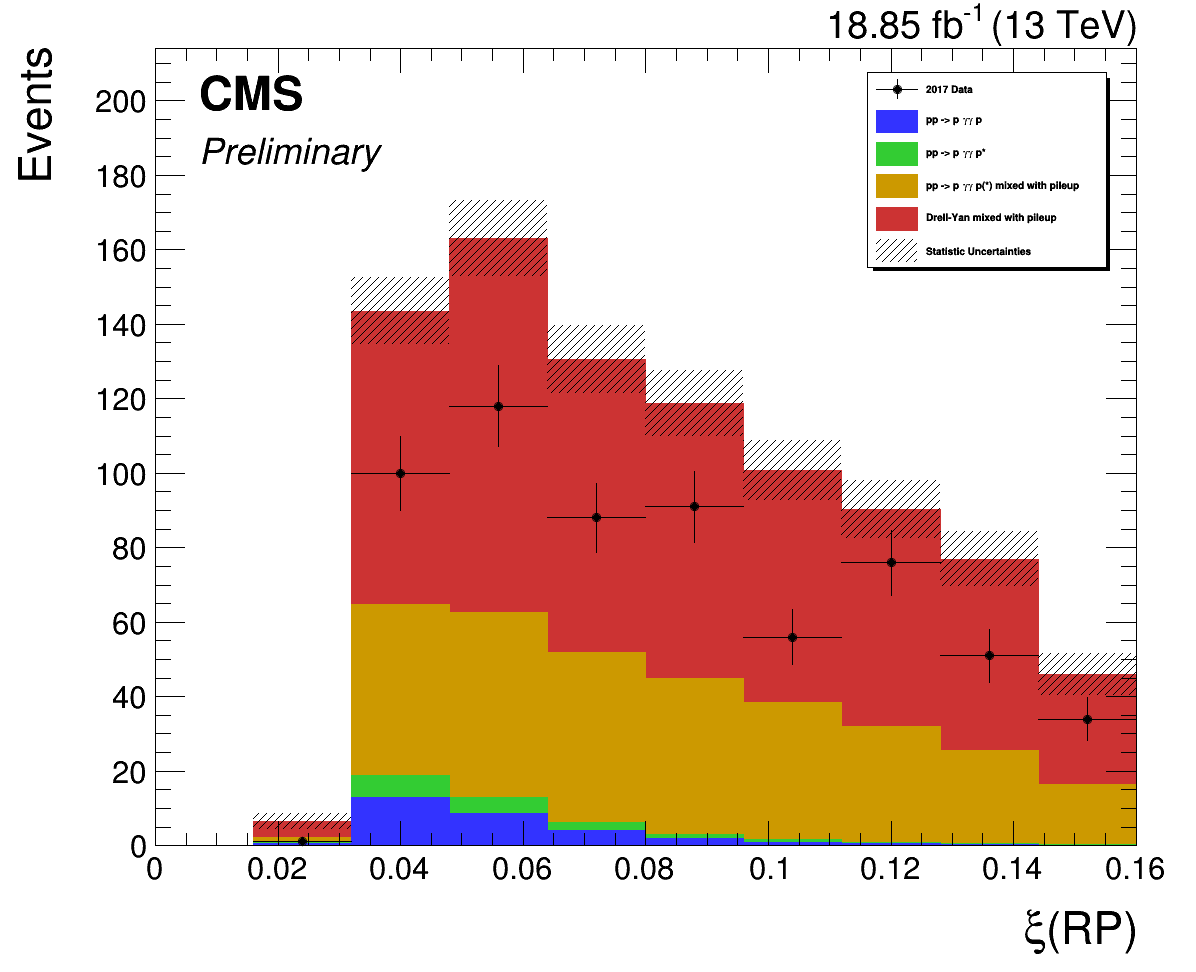 18.85 fb-1 (13 TeV)
Events
CMS
Preliminary
2017 Data
pp -> p γγ p
pp -> p γγ p*
pp -> p γγ p(*) mixed with pileup
Drell-Yan mixed with pileup
Statistic Uncertainties
200
180
160
140
120
100
80
60
40
20
0
0 0.02 0.04 0.06 0.08 0.1 0.12 0.14 0.16
ξ(RP)